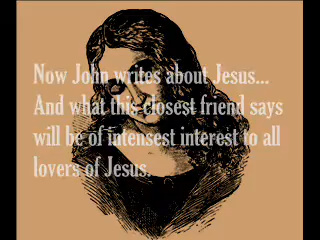 Now John writes about Jesus...
And what this closest friend says
will be of intensest interest to all
lovers of Jesus.